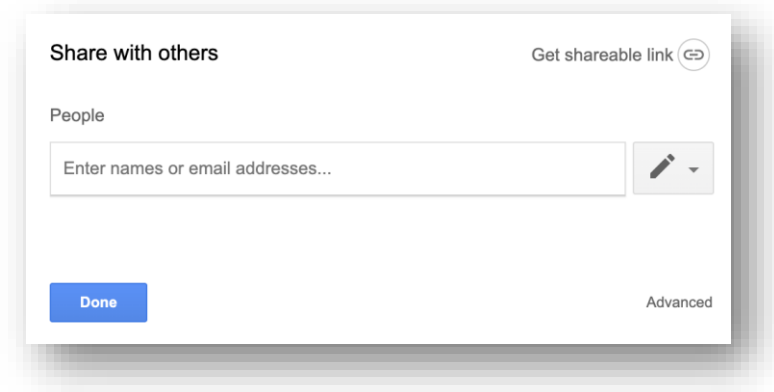 Share with others
Get shareable link
People
Enter names or email addresses...
Done
Advanced